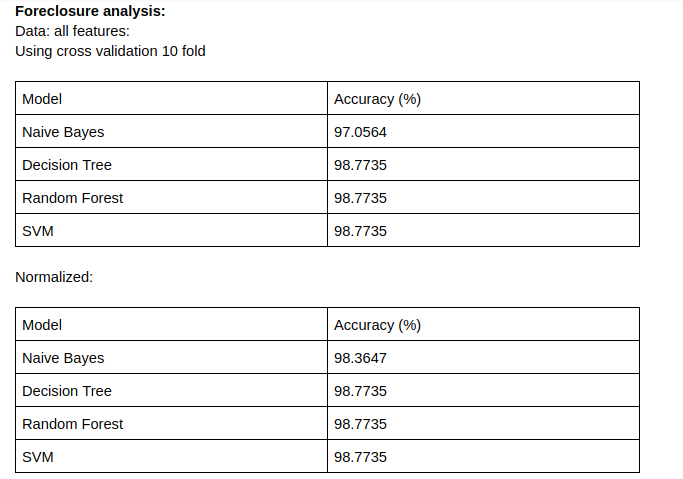 Foreclosure analysis:
Data: all features:
Using cross validation 10 fold
Model Accuracy (%)
Naive Bayes 97.0564
Decision Tree 98.7735
Random Forest 98.7735
SVM 98.7735
Normalized:
Model Accuracy (%)
Naive Bayes 98.3647
Decision Tree 98.7735
Random Forest 98.7735
SVM 98.7735